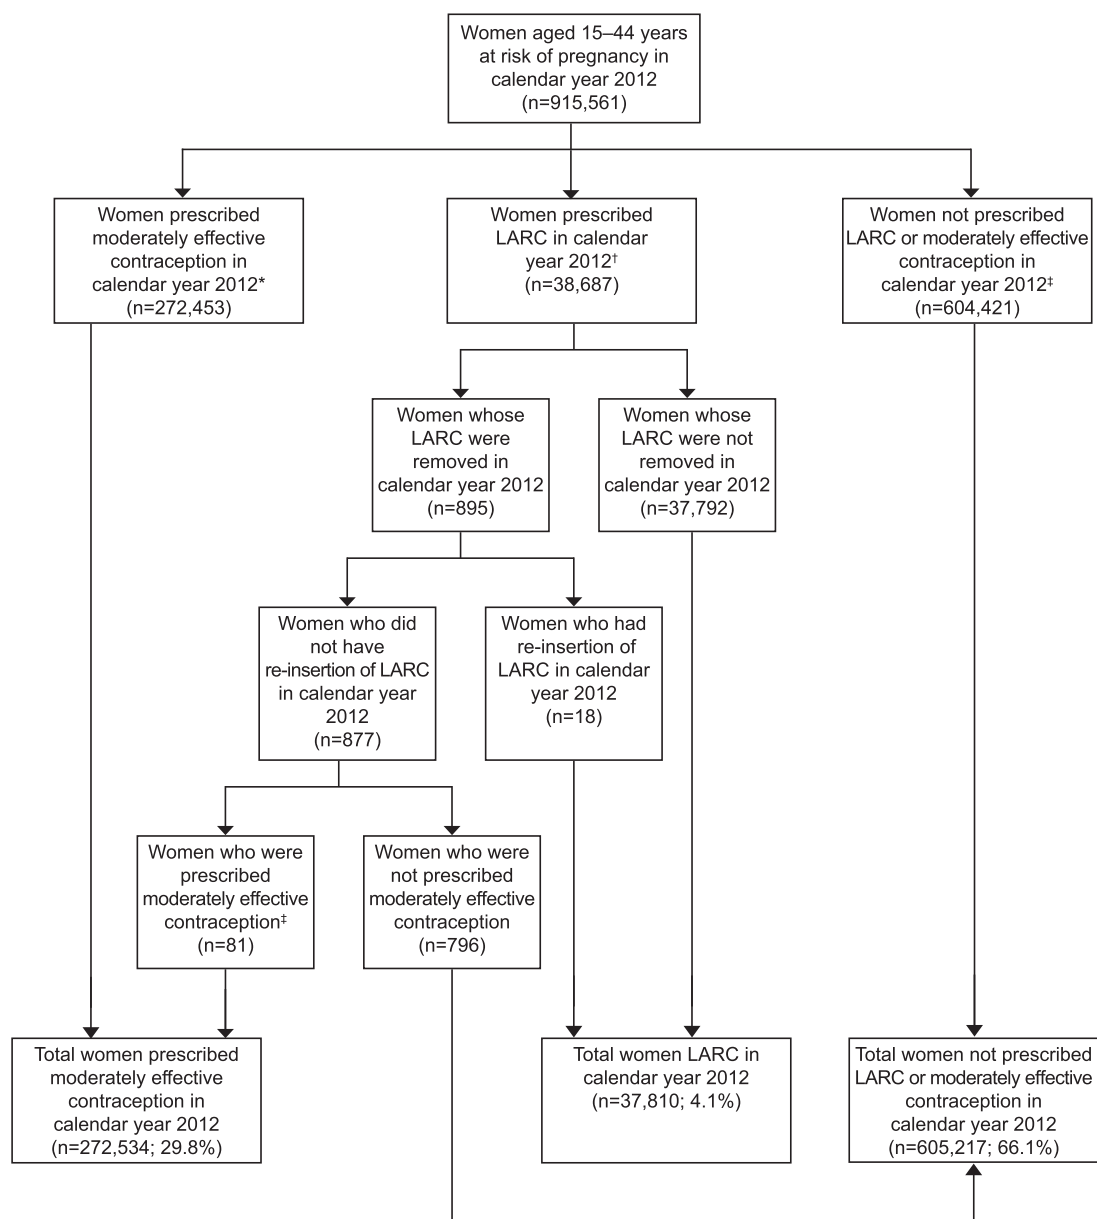 Women aged 15–44 years
at risk of pregnancy in
calendar year 2012
(n=915,561)
Women prescribed
moderately effective
contraception in
calendar year 2012*
(n=272,453)
Women prescribed
LARC in calendar
year 2012†
(n=38,687)
Women not prescribed
LARC or moderately effective
contraception in
calendar year 2012‡
(n=604,421)
Women whose
LARC were
removed in
calendar year 2012
(n=895)
Women whose
LARC were not
removed in
calendar year 2012
(n=37,792)
Women who did
not have
re-insertion of LARC
in calendar year
2012
(n=877)
Women who had
re-insertion of
LARC in calendar
year 2012
(n=18)
Women who were
prescribed
moderately effective
contraception‡
(n=81)
Women who were
not prescribed
moderately effective
contraception
(n=796)
Total women prescribed
moderately effective
contraception in
calendar year 2012
(n=272,534; 29.8%)
Total women LARC in
calendar year 2012
(n=37,810; 4.1%)
Total women not prescribed
LARC or moderately effective
contraception in
calendar year 2012
(n=605,217; 66.1%)